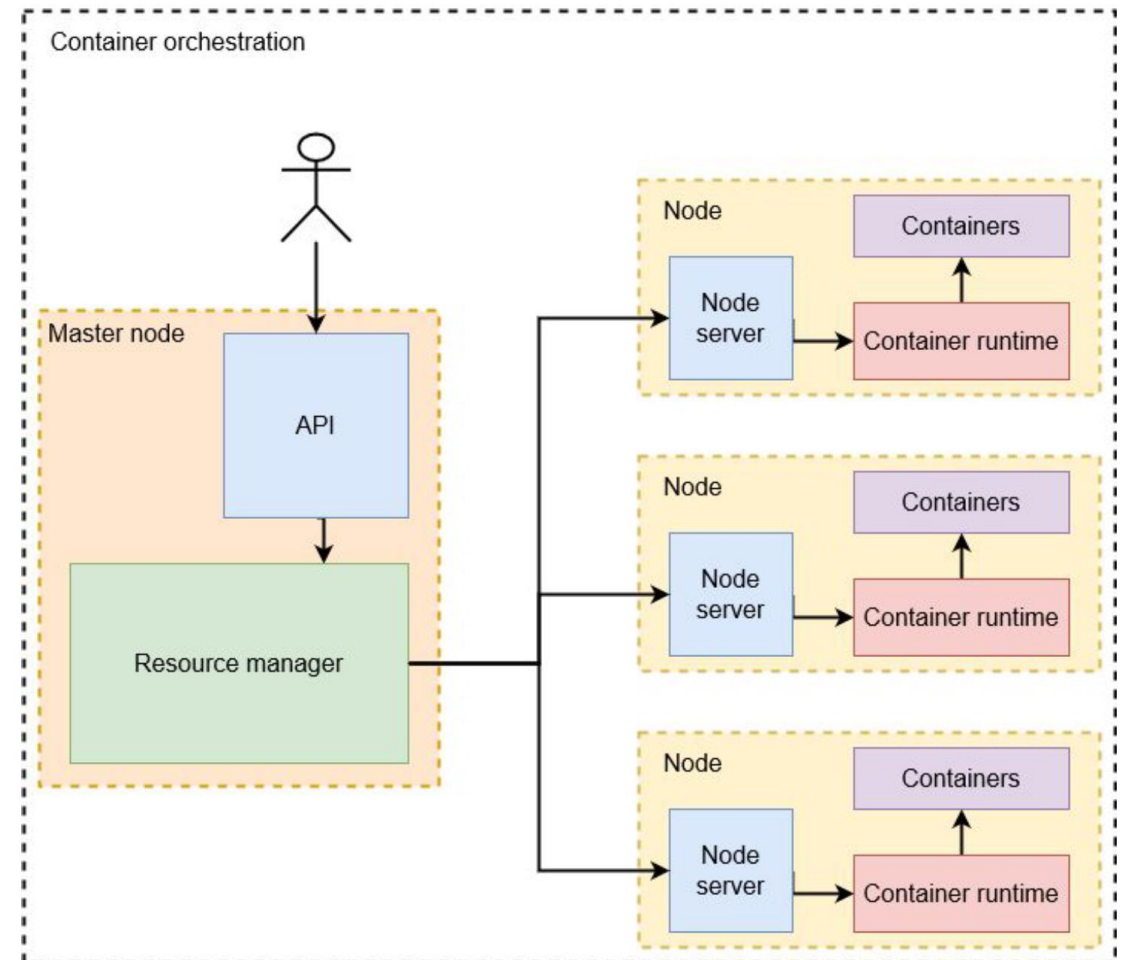 Container orchestration
Master node
API
Resource manager
Node
Containers
Node
server
Container runtime
Node
Containers
Node
server
Container runtime
Node
Containers
Node
server
Container runtime